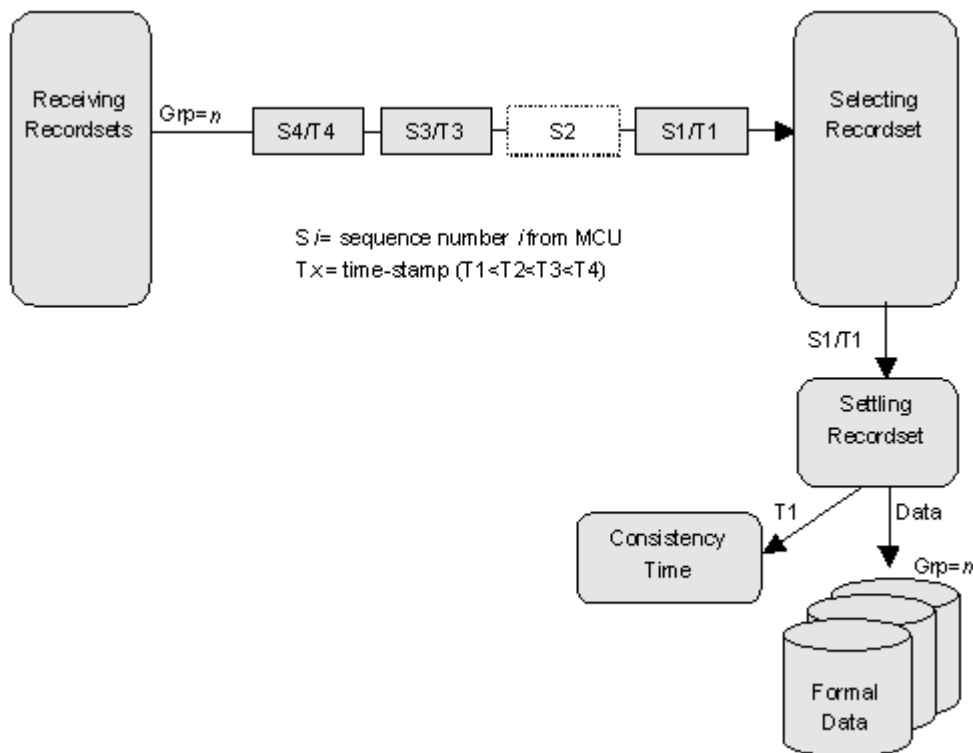 Receiving
Recordsets
Grp=n
S4/T4
S3/T3
S2
S1/T1
Selecting
Recordset
S i= sequence number i from MCU
Tx= time-stamp (T1<T2<T3<T4)
S1/T1
Settling
Recordset
T1
Data
Consistency
Time
Grp=n
Formal
Data